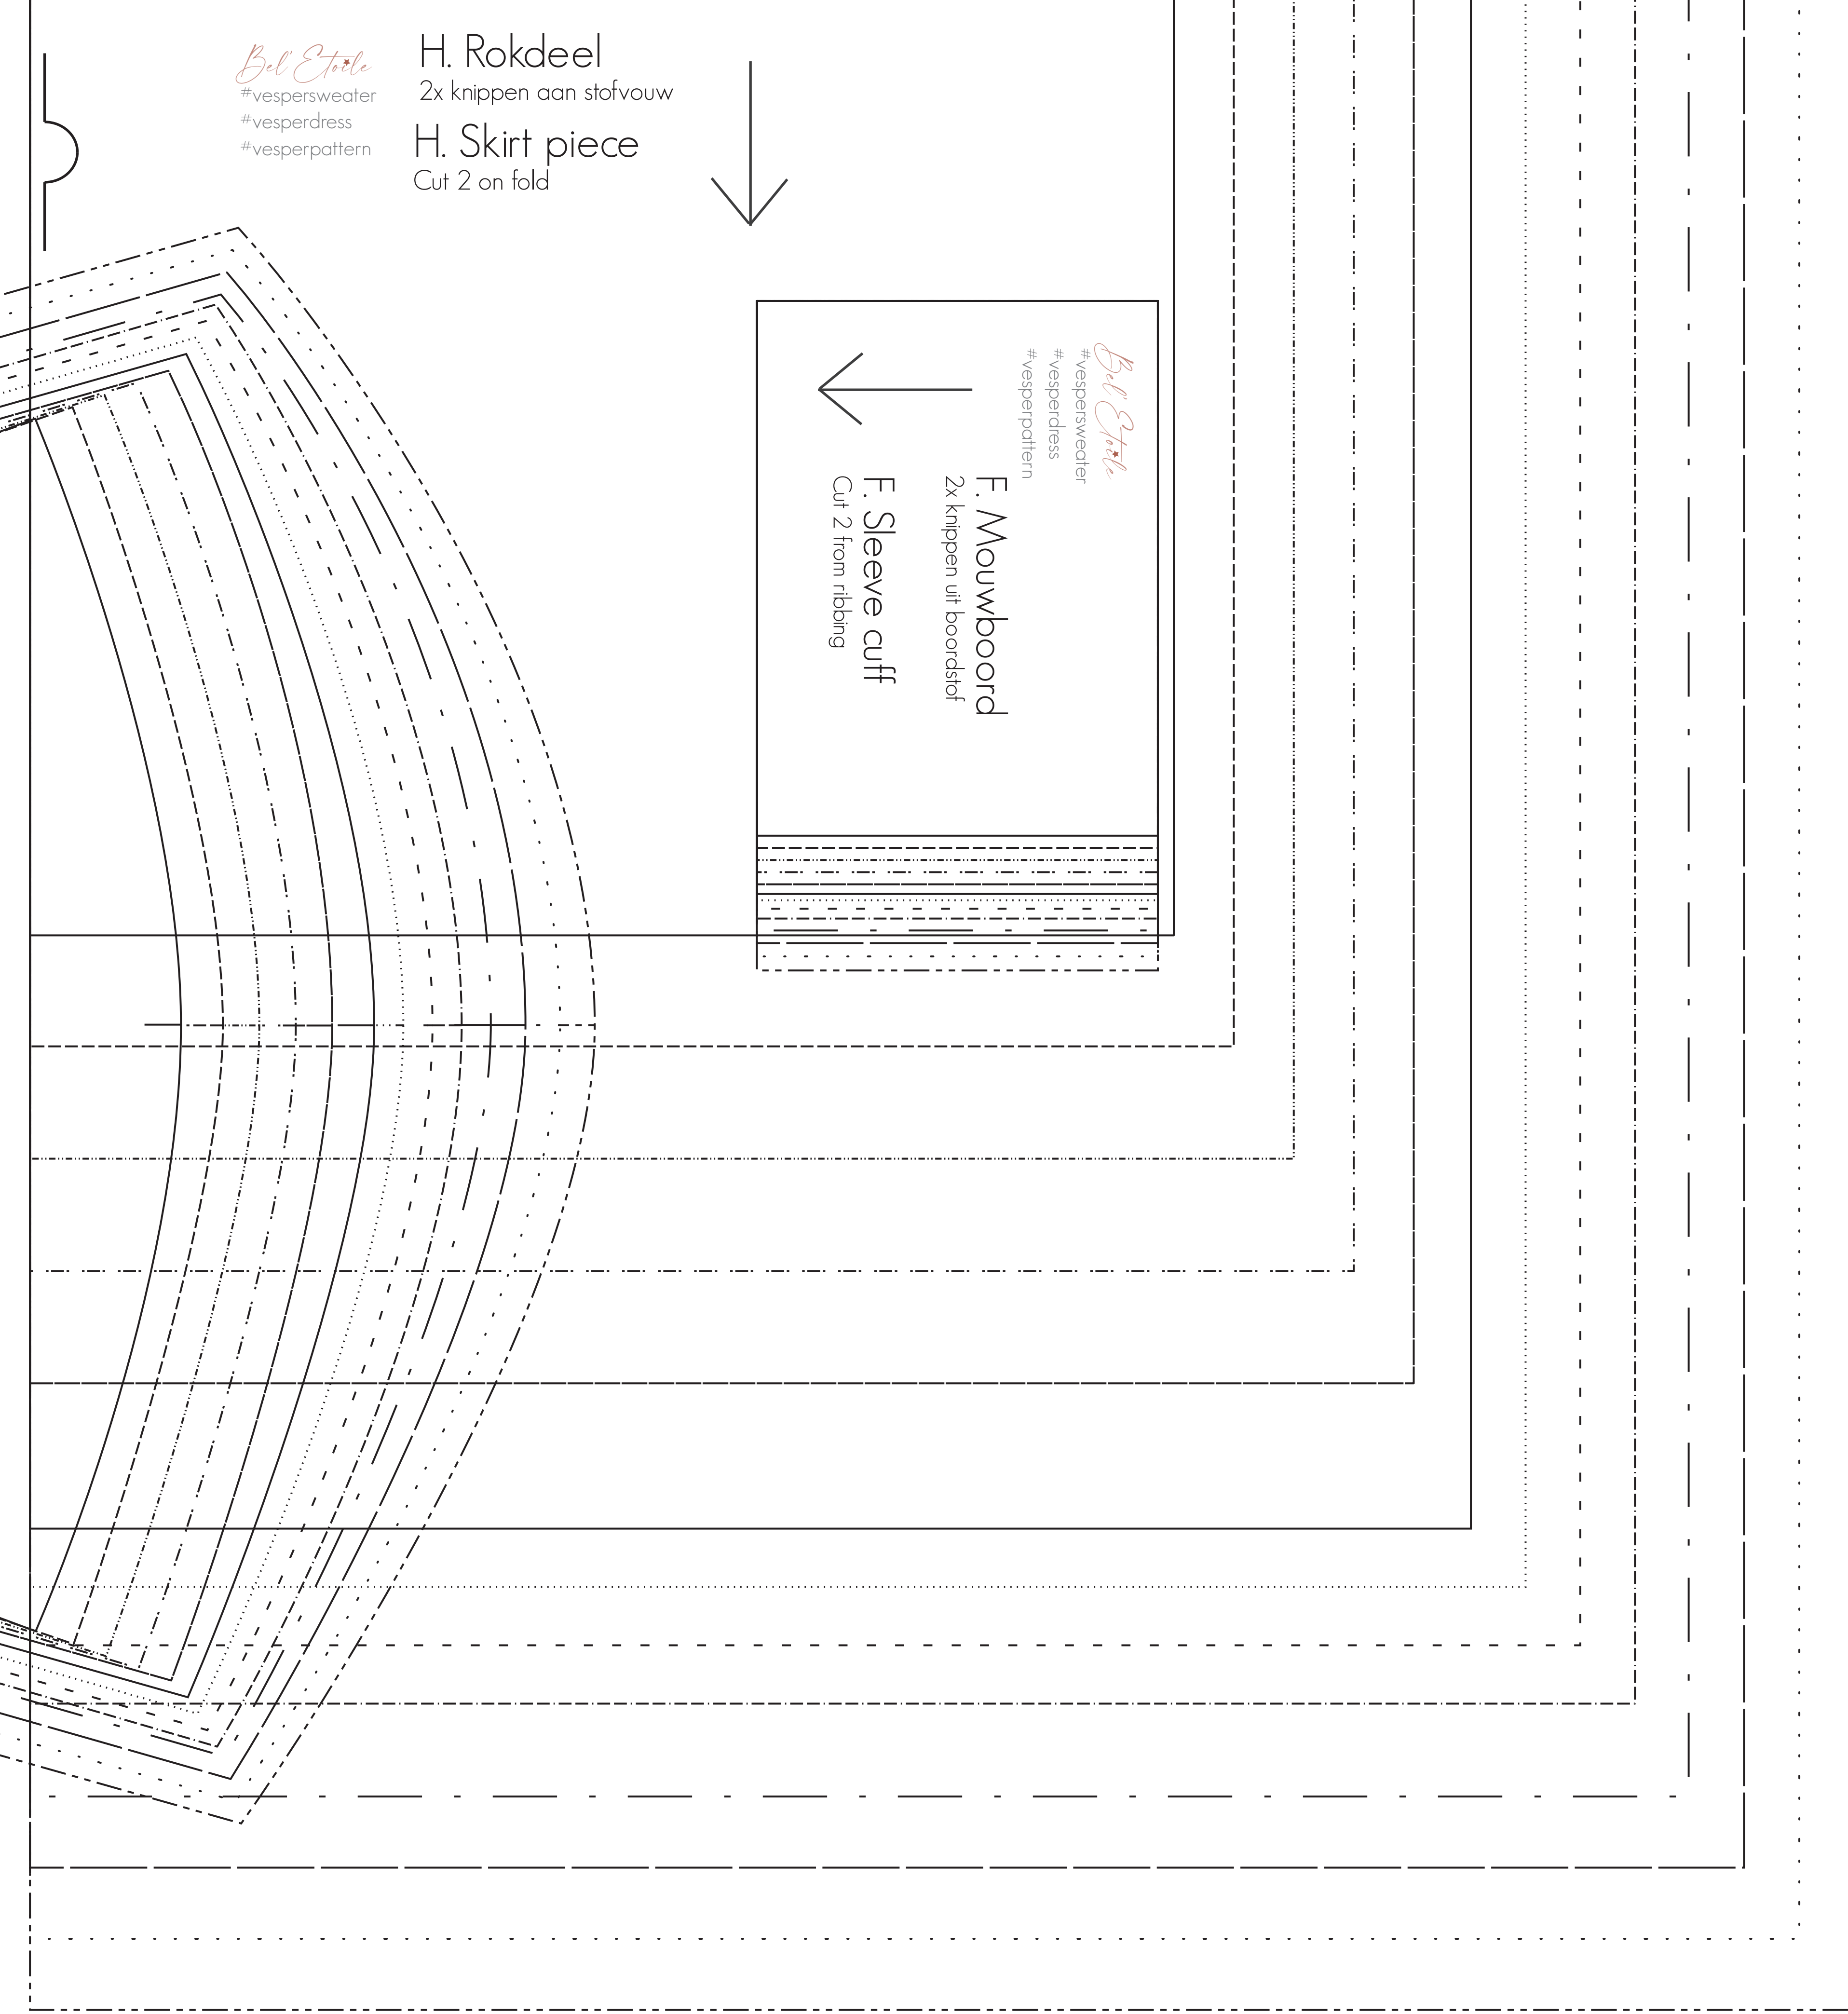 Bel' Etoile
#vespersweater
#vesperdress
#vesperpattern
H. Rokdeel
2x knippen aan stofvouw
H. Skirt piece
Cut 2 on fold
Bel' Etoile
#vespersweater
#vesperdress
#vesperpattern
F. Mouwboord
2x knippen uit boordstof
F. Sleeve cuff
Cut 2 from ribbing